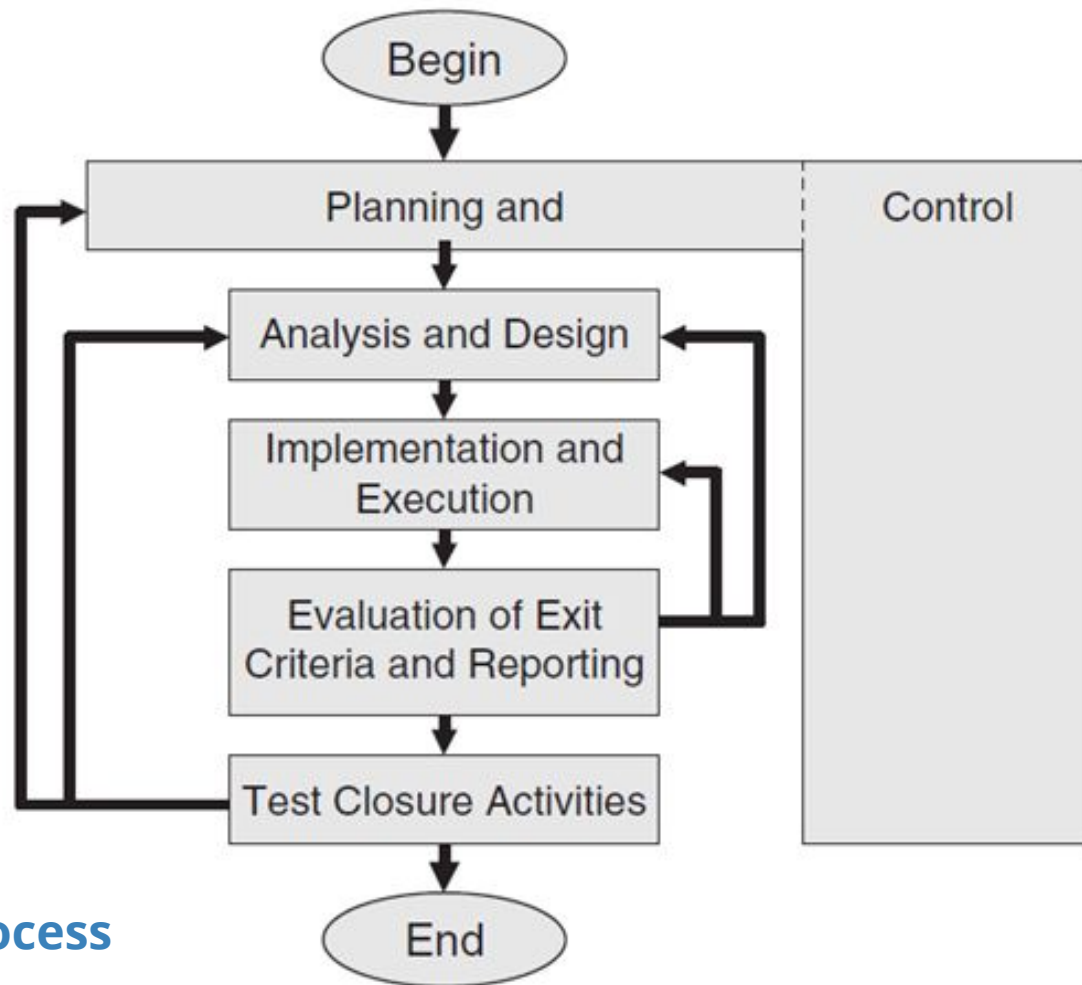 Begin
Planning and
Control
Analysis and Design
Implementation and
Execution
Evaluation of Exit
Criteria and Reporting
Test Closure Activities
End